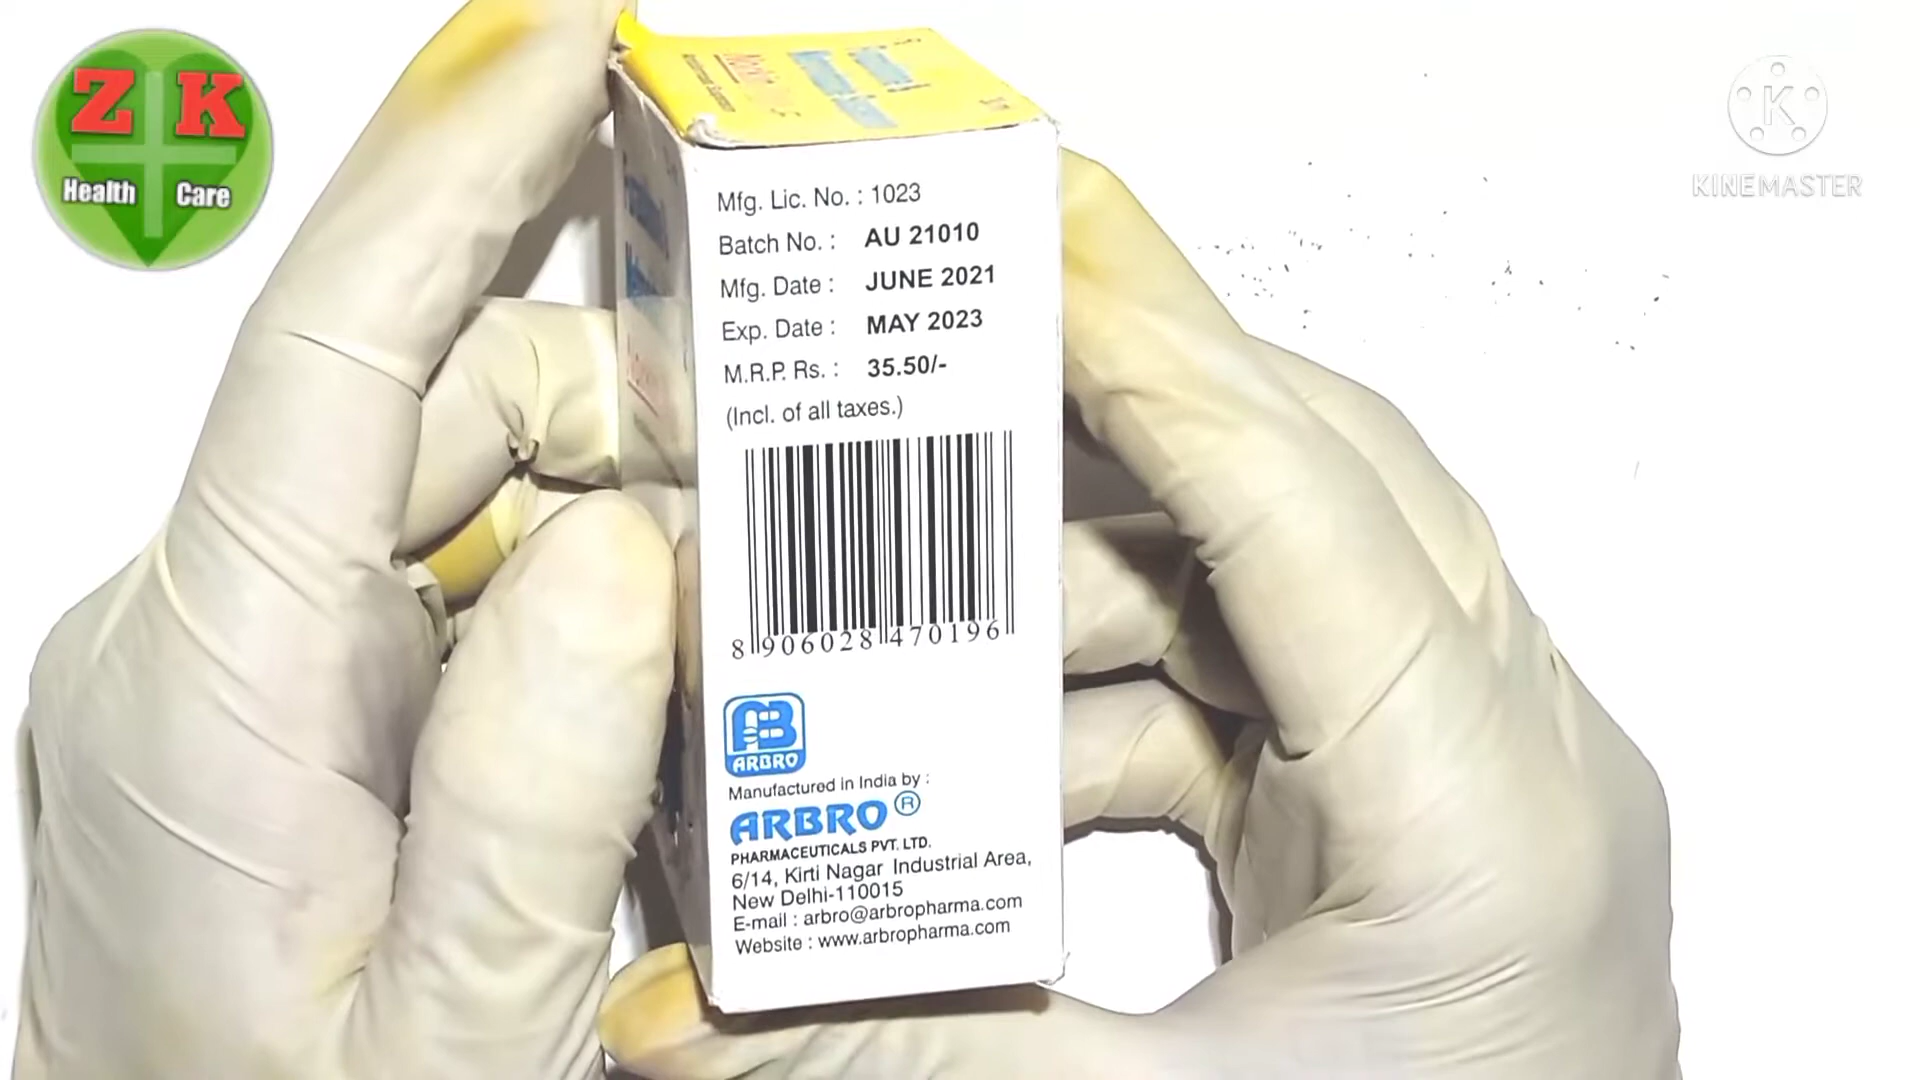 Z K
Health Care
KINEMASTER
Mfg. Lic. No. : 1023
Batch No. : AU 21010
Mfg. Date : JUNE 2021
Exp. Date : MAY 2023
M.R.P. Rs. : 35.50/-
(Incl. of all taxes.)
8 906028 470196
ARBRO
Manufactured in India by :
ARBRO ®
PHARMACEUTICALS PVT. LTD.
6/14, Kirti Nagar Industrial Area,
New Delhi-110015
E-mail : arbro@arbropharma.com
Website : www.arbropharma.com